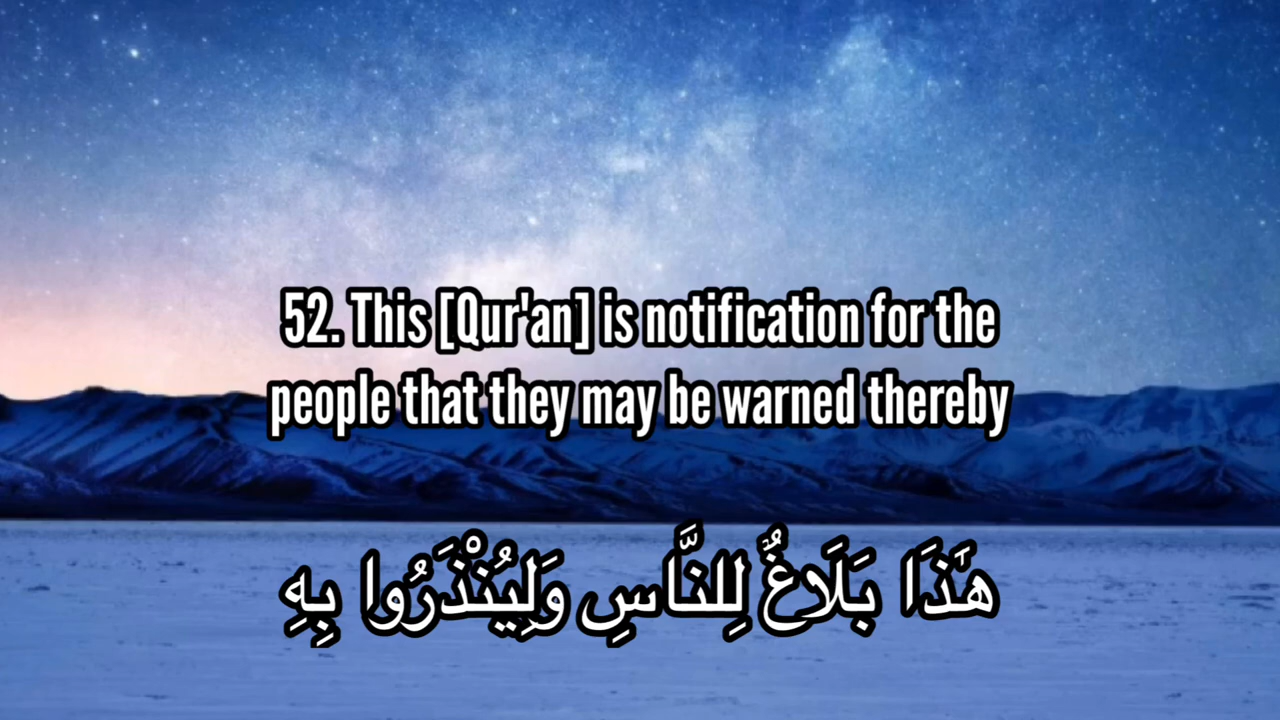 52. This [Qur'an] is notification for the
people that they may be warned thereby
هَٰذَا بَلَاغٌ لِلنَّاسِ وَلِيُنْذَرُوا بِهِ